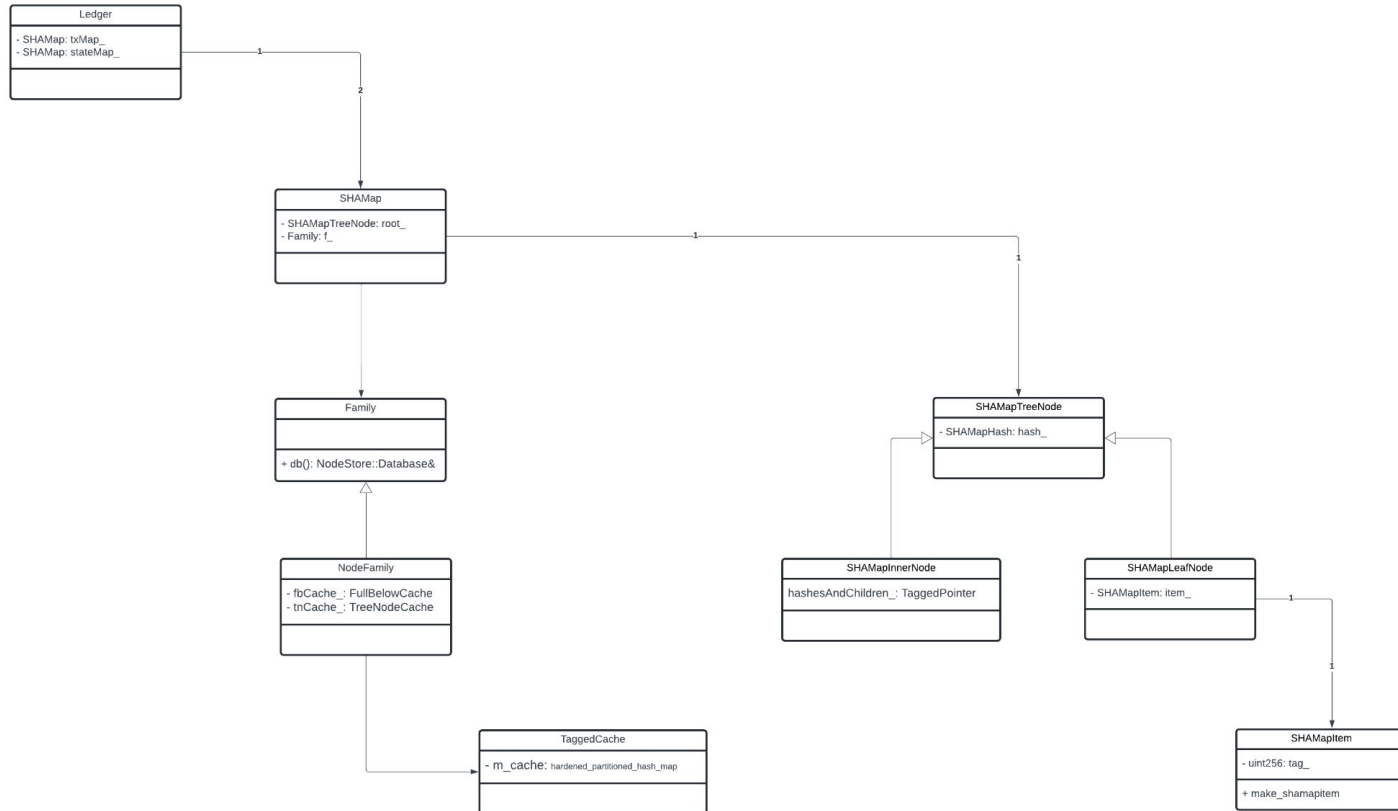 Ledger
- SHAMap: txMap_
- SHAMap: stateMap_
1
2
SHAMap
- SHAMapTreeNode: root_
- Family: f_
1
1
Family
+ db(): NodeStore::Database&
SHAMapTreeNode
- SHAMapHash: hash_
NodeFamily
- fbCache_: FullBelowCache
- tnCache_: TreeNodeCache
SHAMapInnerNode
hashesAndChildren_: TaggedPointer
SHAMapLeafNode
- SHAMapItem: item_
1
1
TaggedCache
- m_cache: hardened_partitioned_hash_map
SHAMapItem
- uint256: tag_
+ make_shamapitem